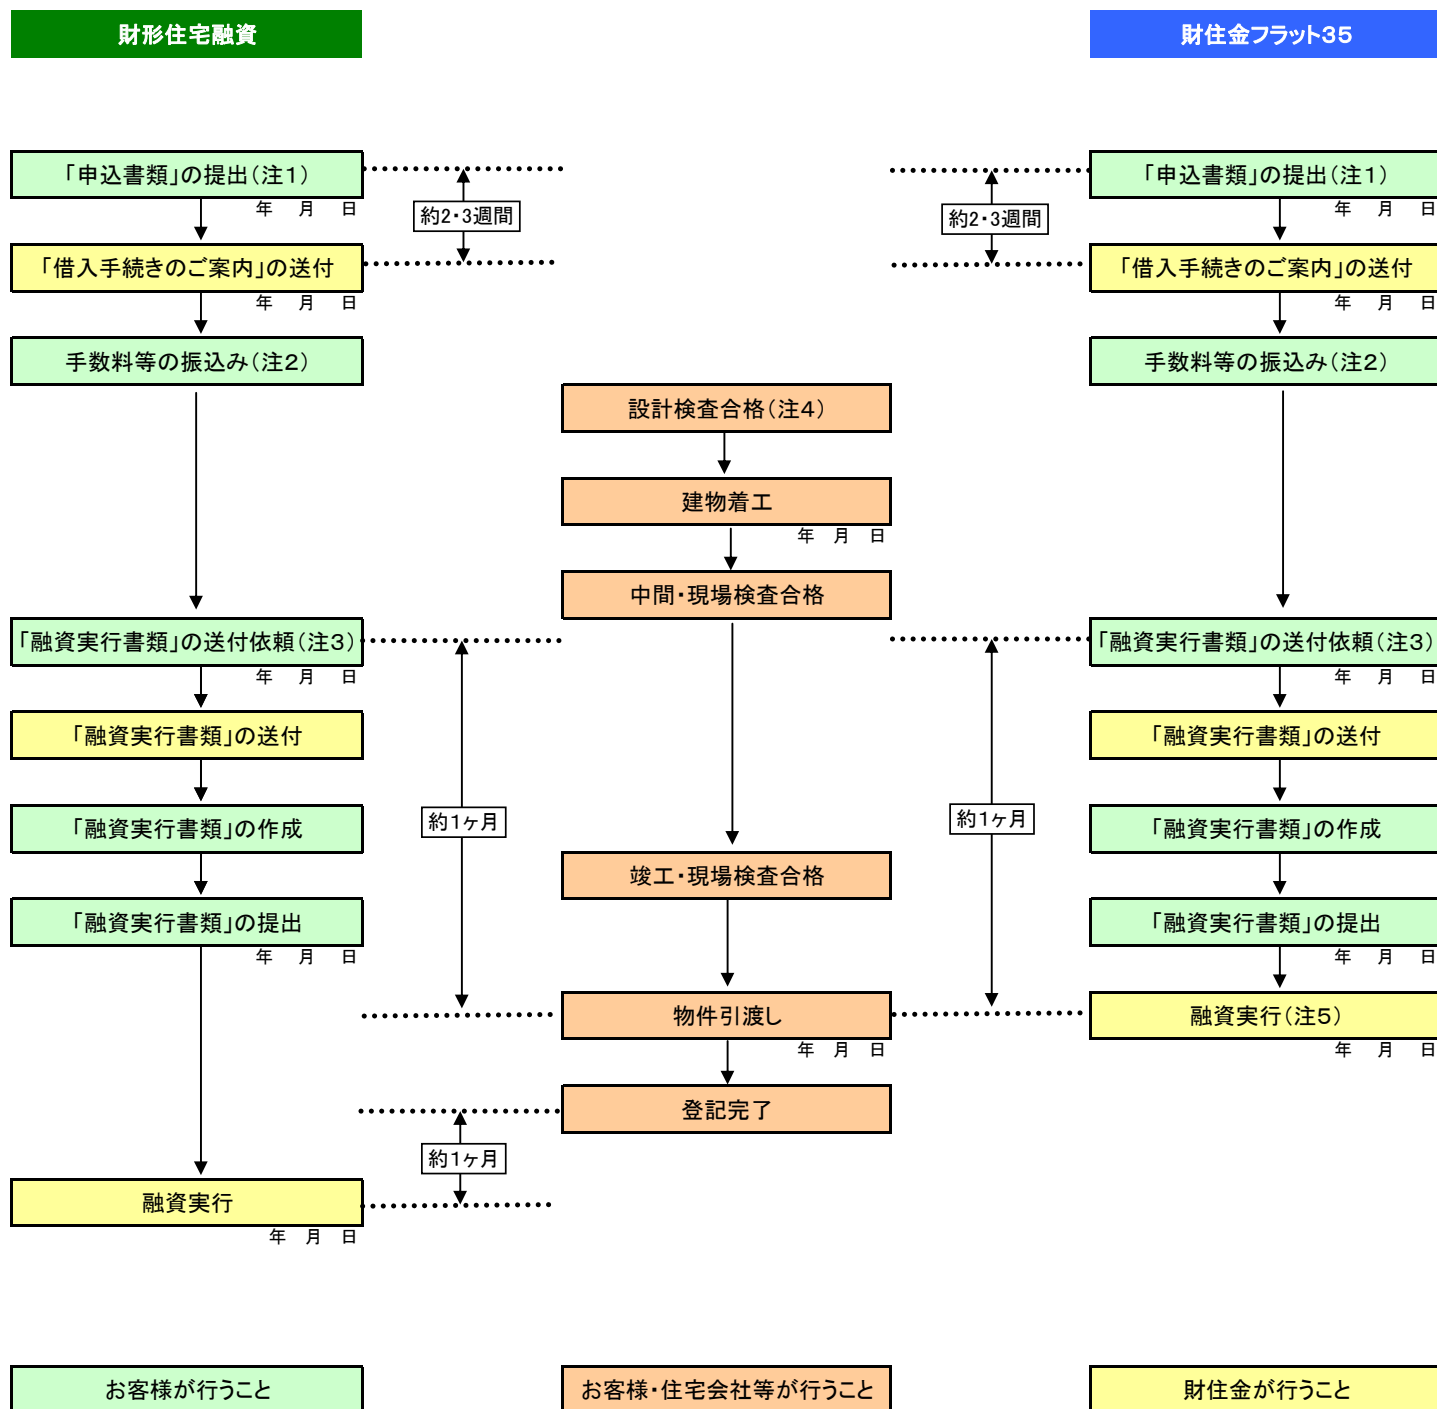 財形住宅融資
財住金フラット35
「申込書類」の提出(注1)
年 月 日
約2・3週間
「借入手続きのご案内」の送付
年 月 日
手数料等の振込み(注2)
「融資実行書類」の送付依頼(注3)
年 月 日
「融資実行書類」の送付
「融資実行書類」の作成
約1ヶ月
「融資実行書類」の提出
年 月 日
約1ヶ月
融資実行
年 月 日
設計検査合格(注4)
建物着工
年 月 日
中間・現場検査合格
竣工・現場検査合格
物件引渡し
年 月 日
登記完了
「申込書類」の提出(注1)
年 月 日
約2・3週間
「借入手続きのご案内」の送付
年 月 日
手数料等の振込み(注2)
「融資実行書類」の送付依頼(注3)
年 月 日
「融資実行書類」の送付
約1ヶ月
「融資実行書類」の作成
「融資実行書類」の提出
年 月 日
融資実行(注5)
年 月 日
お客様が行うこと
お客様・住宅会社等が行うこと
財住金が行うこと